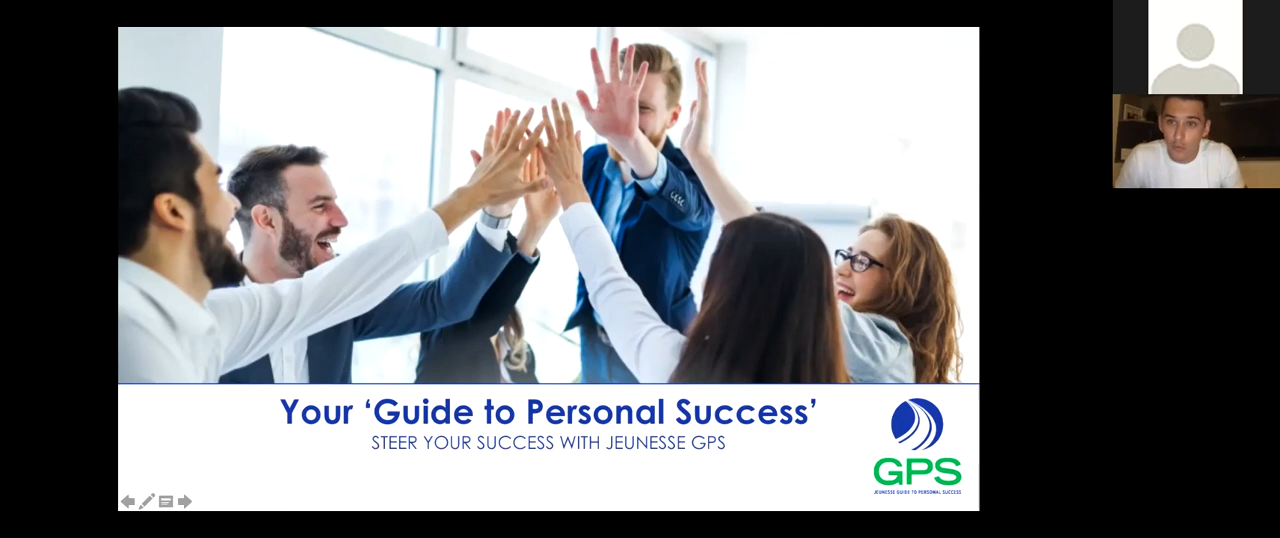 Your ‘Guide to Personal Success’
STEER YOUR SUCCESS WITH JEUNESSE GPS
GPS
JEUNESSE GUIDE TO PERSONAL SUCCESS